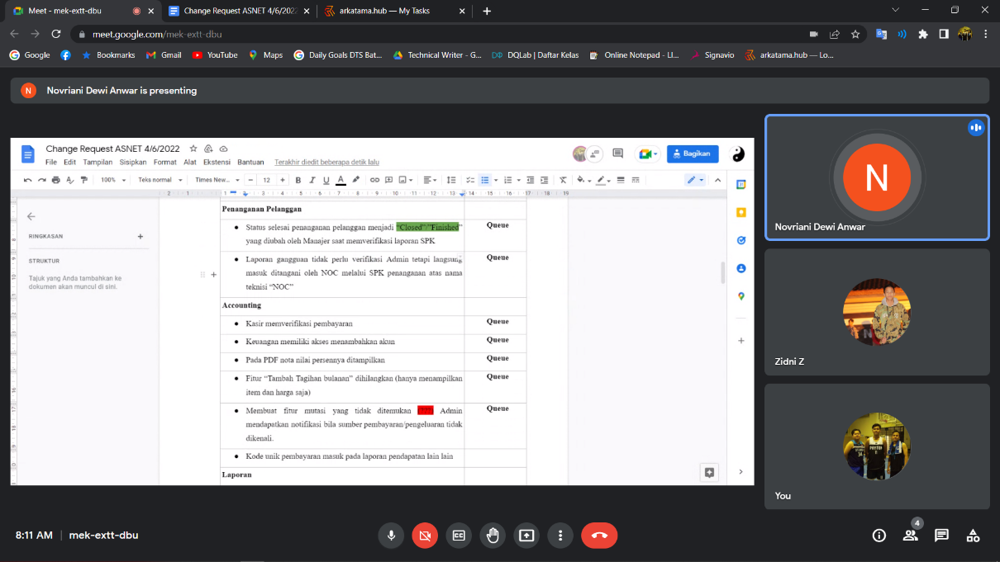 Meet - mek-extt-dbu
Change Request ASNET 4/6/202
arkatama.hub — My Tasks
meet.google.com/mek-extt-dbu
Google
Bookmarks
Gmail
YouTube
Maps
Daily Goals DTS Bat...
Technical Writer - G...
DQLab | Daftar Kelas
Online Notepad - Ll...
Signavio
arkatama.hub — Lo...
N
Novriani Dewi Anwar is presenting
Change Request ASNET 4/6/2022
File Edit Tampilan Sisipkan Format Alat Ekstensi Bantuan Terakhir diedit beberapa detik lalu
Bagikan
100% Teks normal Times New... 12
RINGKASAN
STRUKTUR
Tajuk yang Anda tambahkan ke
dokumen akan muncul di sini.
Penanganan Pelanggan
Status selesai penanganan pelanggan menjadi “Closed”/”Finished” Queue
yang diubah oleh Manajer saat memverifikasi laporan SPK
Laporan gangguan tidak perlu verifikasi Admin tetapi langsung Queue
masuk ditangani oleh NOC melalui SPK penanganan atas nama
teknisi “NOC”
Accounting
Kasir memverifikasi pembayaran Queue
Keuangan memiliki akses menambahkan akun Queue
Pada PDF nota nilai persennya ditampilkan Queue
Fitur “Tambah Tagihan bulanan” dihilangkan (hanya menampilkan Queue
item dan harga saja)
Membuat fitur mutasi yang tidak ditemukan Admin Queue
mendapatkan notifikasi bila sumber pembayaran/pengeluaran tidak
dikenali.
Kode unik pembayaran masuk pada laporan pendapatan lain lain
Laporan
N
Novriani Dewi Anwar
Zidni Z
You
8:11 AM | mek-extt-dbu
4